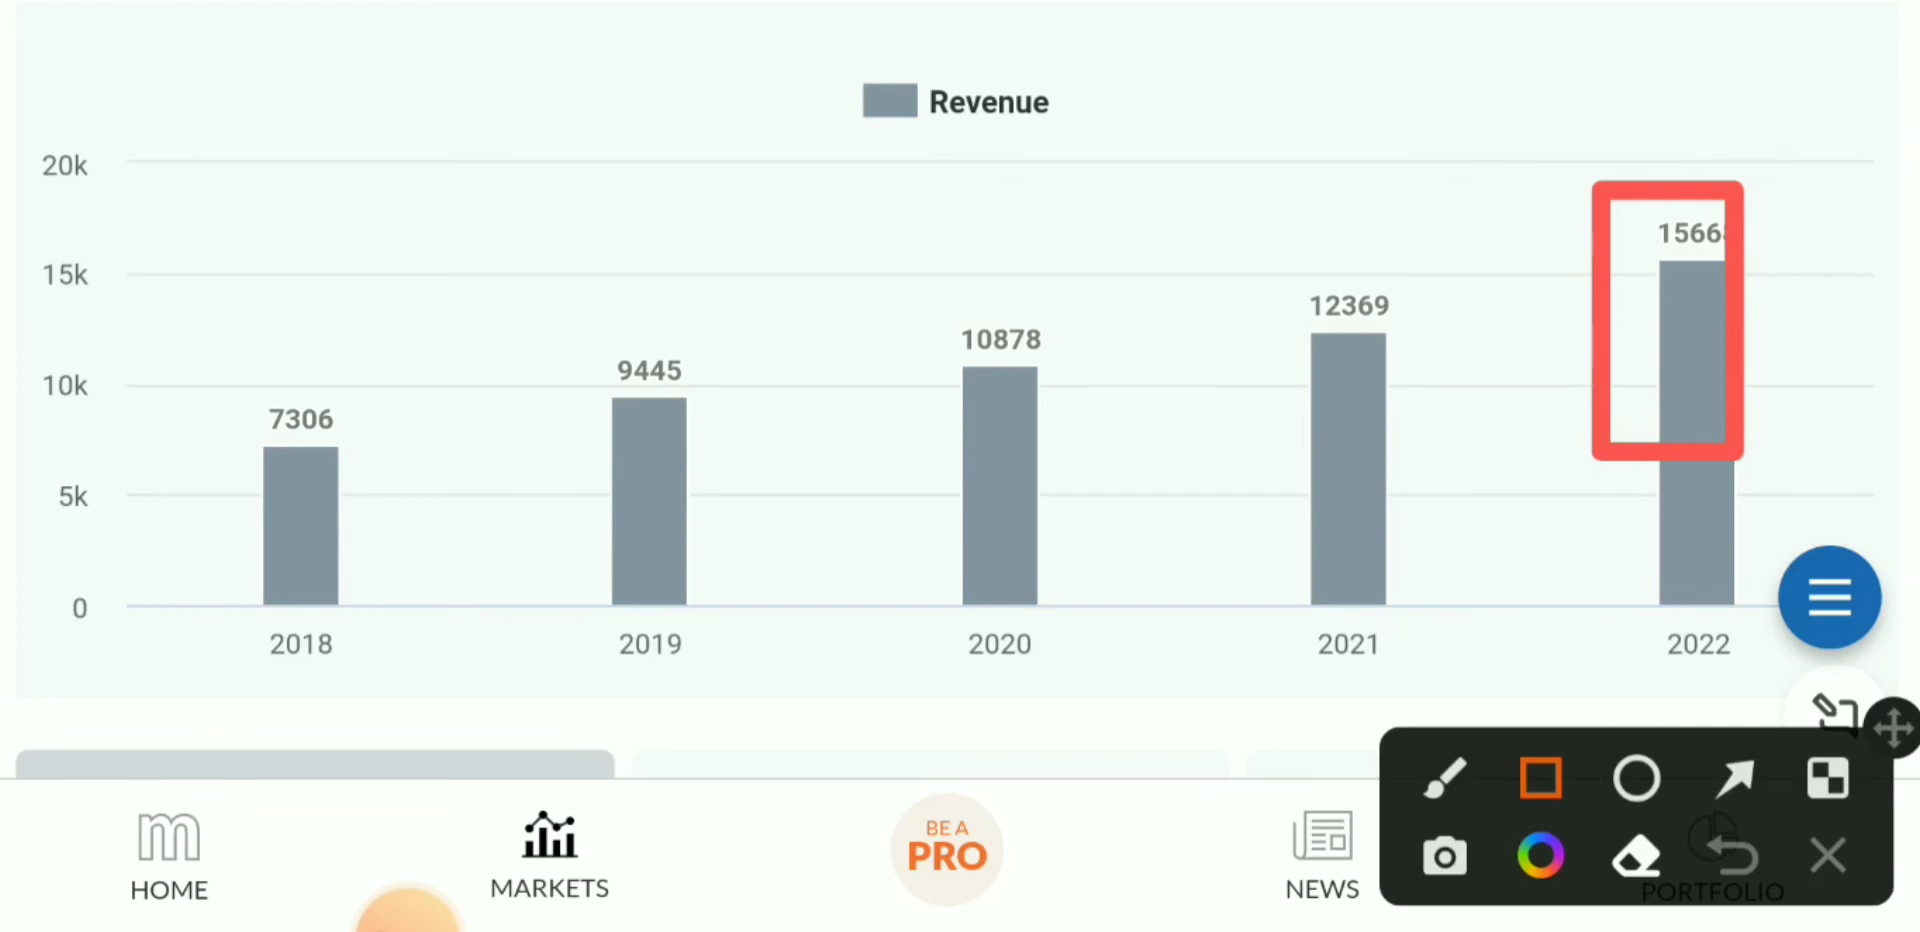 Revenue
20k
15k
10k
5k
0
7306
9445
10878
12369
1566
2018
2019
2020
2021
2022
HOME
MARKETS
BE A
PRO
NEWS
PORTFOLIO